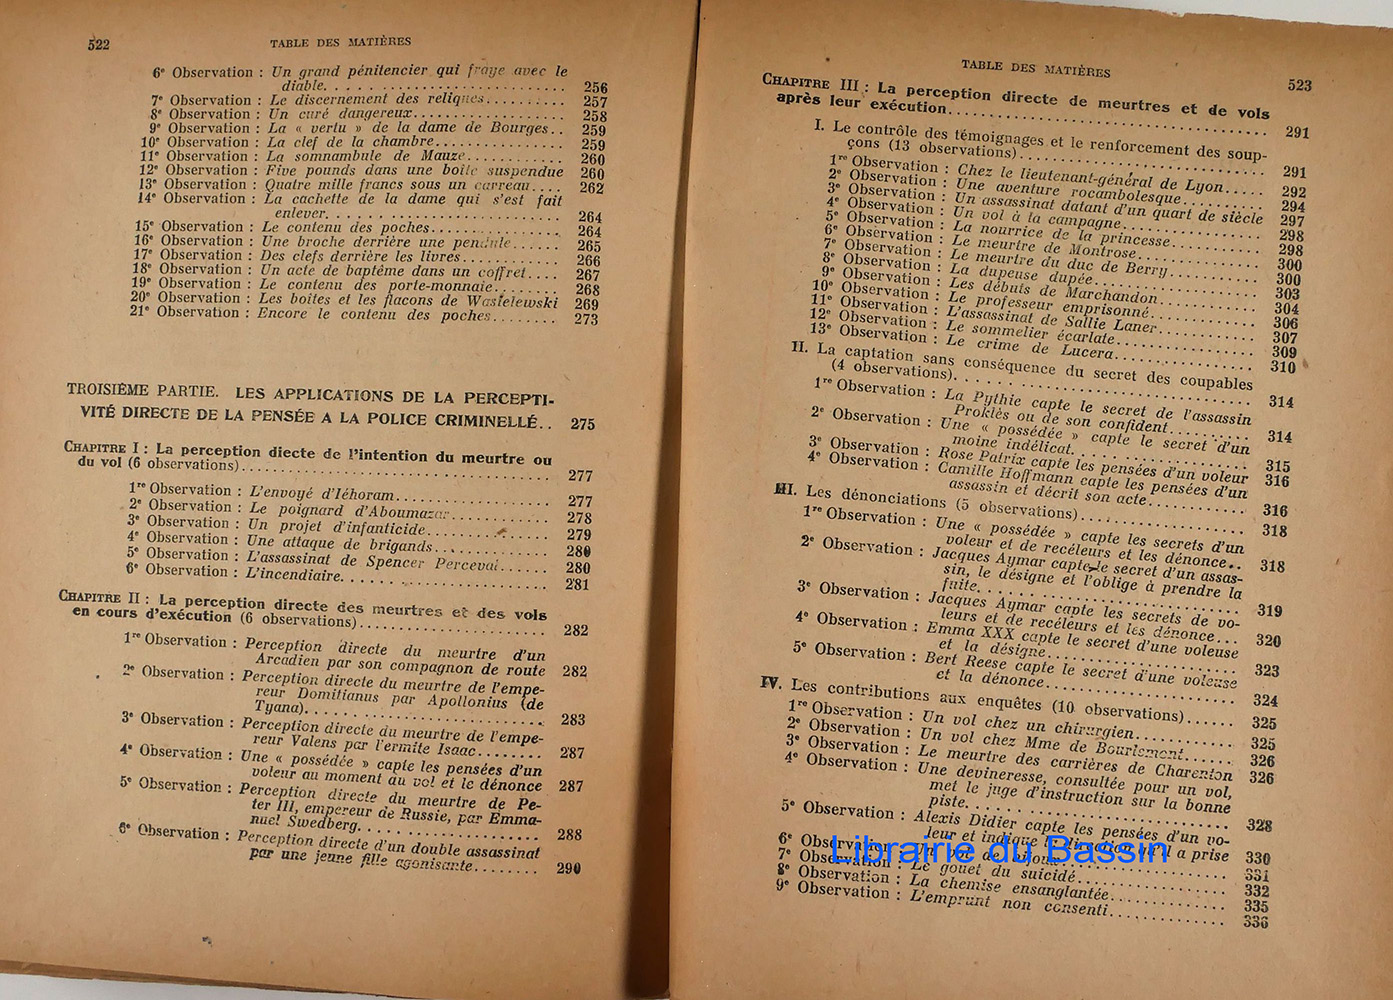 522
TABLE DES MATIÈRES
6e Observation : Un grand pénitencier qui fraye avec le
diable. 256
7e Observation : Le discernement des reliques 257
8e Observation : Un curé dangereux 258
9e Observation : La « vertu » de la dame de Bourges 259
10e Observation : La clef de la chambre 259
11e Observation : La somnambule de Mauze 260
12e Observation : Five pounds dans une boîte suspendue 260
13e Observation : Quatre mille francs sous un carreau 262
14e Observation : La cachette de la dame qui s'est fait
enlever. 264
15e Observation : Le contenu des poches 264
16e Observation : Une broche derrière une pendule 265
17e Observation : Des clefs derrière les livres 266
18e Observation : Un acte de baptême dans un coffret 267
19e Observation : Le contenu des porte-monnaie 268
20e Observation : Les boîtes et les flacons de Wasielewski 269
21e Observation : Encore le contenu des poches 273
TROISIÈME PARTIE. LES APPLICATIONS DE LA PERCEPTI-
VITÉ DIRECTE DE LA PENSÉE A LA POLICE CRIMINELLE 275
CHAPITRE I : La perception diecte de l'intention du meurtre ou
du vol (6 observations) 277
1re Observation : L'envoyé d'Iéhoram 277
2e Observation : Le poignard d'Aboumazar 278
3e Observation : Un projet d'infanticide 279
4e Observation : Une attaque de brigands 280
5e Observation : L'assassinat de Spencer Perceval 280
6e Observation : L'incendiaire 281
CHAPITRE II : La perception directe des meurtres et des vols
en cours d'exécution (6 observations) 282
1re Observation : Perception directe du meurtre d'un
Arcadien par son compagnon de route 282
2e Observation : Perception directe du meurtre de l'empe-
reur Domitianus par Apollonius (de
Tyana) 283
3e Observation : Perception directe du meurtre de l'empe-
reur Valens par l'ermite Isaac 287
4e Observation : Une « possédée » capte les pensées d'un
voleur au moment au vol et le dénonce 287
5e Observation : Perception directe du meurtre de Pe-
ter III, empereur de Russie, par Emma-
nuel Swedberg 288
6e Observation : Perception directe d'un double assassinat
par une jeune fille agonisante 290
TABLE DES MATIÈRES
523
CHAPITRE III : La perception directe de meurtres et de vols
après leur exécution 291
I. Le contrôle des témoignages et le renforcement des soup-
çons (13 observations) 291
1re Observation : Chez le lieutenant-général de Lyon 292
2e Observation : Une aventure rocambolesque 294
3e Observation : Un assassinat datant d'un quart de siècle 297
4e Observation : Un vol à la campagne 298
5e Observation : La nourrice de la princesse 298
6e Observation : Le meurtre de Montrose 300
7e Observation : Le meurtre du duc de Berry 300
8e Observation : La dupeuse dupée 303
9e Observation : Les débuts de Marchandon 304
10e Observation : Le professeur emprisonné 306
11e Observation : L'assassinat de Sallie Laner 307
12e Observation : Le sommelier écarlate 309
13e Observation : Le crime de Lucera 310
II. La captation sans conséquence du secret des coupables
(4 observations) 314
1re Observation : La Pythie capte le secret de l'assassin
Proklès ou de son confident 314
2e Observation : Une « possédée » capte le secret d'un
moine indélicat 315
3e Observation : Rose Patrix capte les pensées d'un voleur 316
4e Observation : Camille Hoffmann capte les pensées d'un
assassin et décrit son acte 316
III. Les dénonciations (5 observations) 318
1re Observation : Une « possédée » capte les secrets d'un
voleur et de recéleurs et les dénonce 318
2e Observation : Jacques Aymar capte le secret d'un assas-
sin, le désigne et l'oblige à prendre la
fuite 319
3e Observation : Jacques Aymar capte les secrets de vo-
leurs et de recéleurs et les dénonce 320
4e Observation : Emma XXX capte le secret d'une voleuse
et la désigne 323
5e Observation : Bert Reese capte le secret d'une voleuse
et la dénonce 324
IV. Les contributions aux enquêtes (10 observations) 325
1re Observation : Un vol chez un chirurgien 325
2e Observation : Un vol chez Mme de Bourlemont 326
3e Observation : Le meurtre des carrières de Charenton 326
4e Observation : Une devineresse, consultée pour un vol,
met le juge d'instruction sur la bonne
piste 328
5e Observation : Alexis Didier capte les pensées d'un vo-
leur et indique la direction qu'il a prise 330
6e Observation : Un vol de bijoux 331
7e Observation : Le gouet du suicidé 332
8e Observation : La chemise ensanglantée 335
9e Observation : L'emprunt non consenti 336
Librairie du Bassin